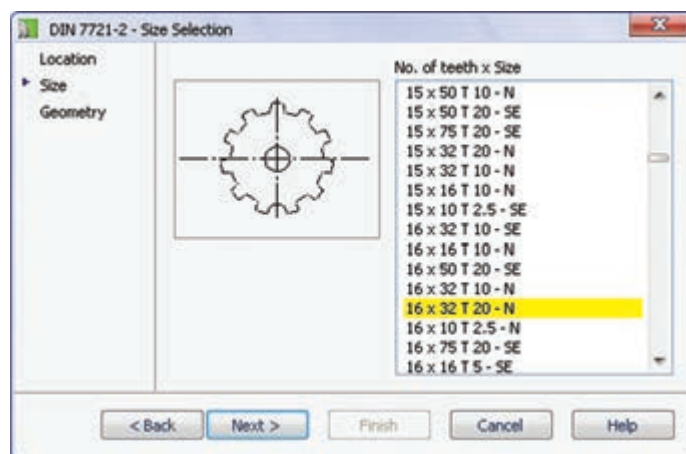 DIN 7721-2 - Size Selection
Location
Size
Geometry
No. of teeth x Size
15 x 50 T 10 - N
15 x 50 T 20 - SE
15 x 75 T 20 - SE
15 x 32 T 20 - N
15 x 32 T 10 - N
15 x 16 T 10 - N
15 x 10 T 2.5 - SE
16 x 32 T 10 - SE
16 x 16 T 10 - N
16 x 50 T 20 - SE
16 x 32 T 10 - N
16 x 32 T 20 - N
16 x 10 T 2.5 - N
16 x 75 T 20 - SE
16 x 16 T 5 - SE
< Back Next > Finish Cancel Help